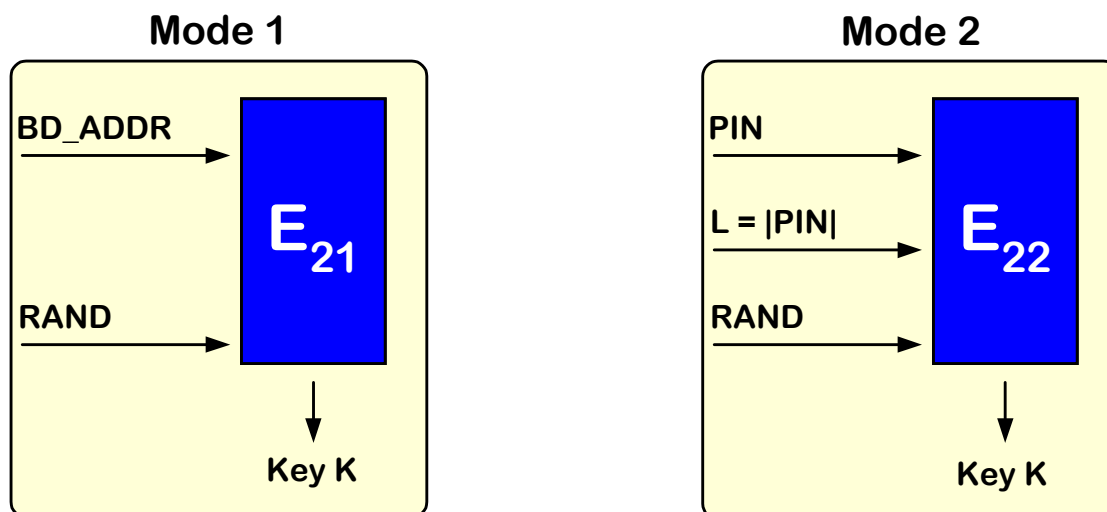 Mode 1
BD_ADDR
E21
RAND
Key K
Mode 2
PIN
L = |PIN|
E22
RAND
Key K